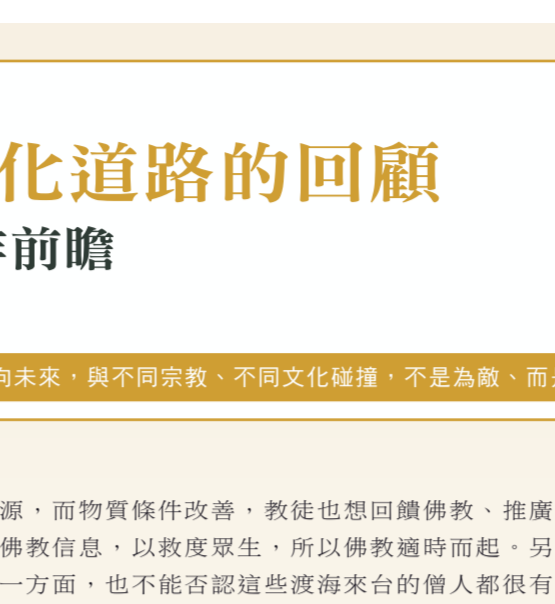 化道路的回顧
前瞻
向未來，與不同宗教、不同文化碰撞，不是為敵、而
源，而物質條件改善，教徒也想回饋佛教、推廣
佛教信息，以救度眾生，所以佛教適時而起。另
一方面，也不能否認這些渡海來台的僧人都很有